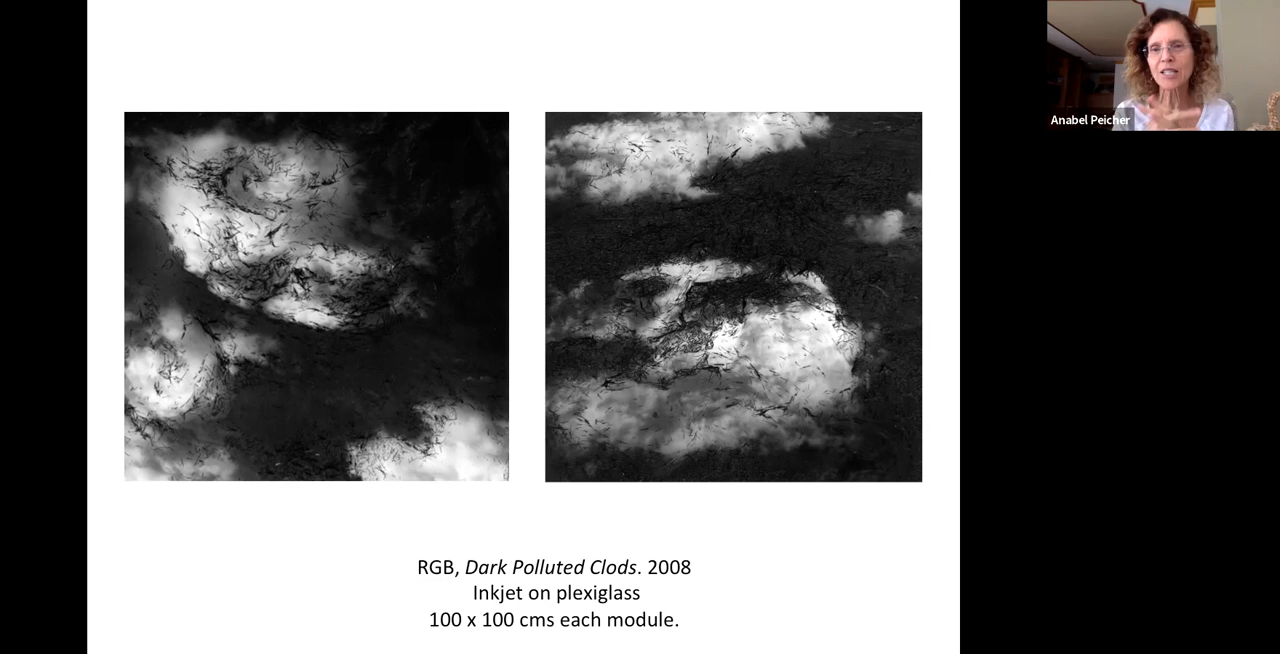 Anabel Peicher
RGB, Dark Polluted Clods. 2008
Inkjet on plexiglass
100 x 100 cms each module.